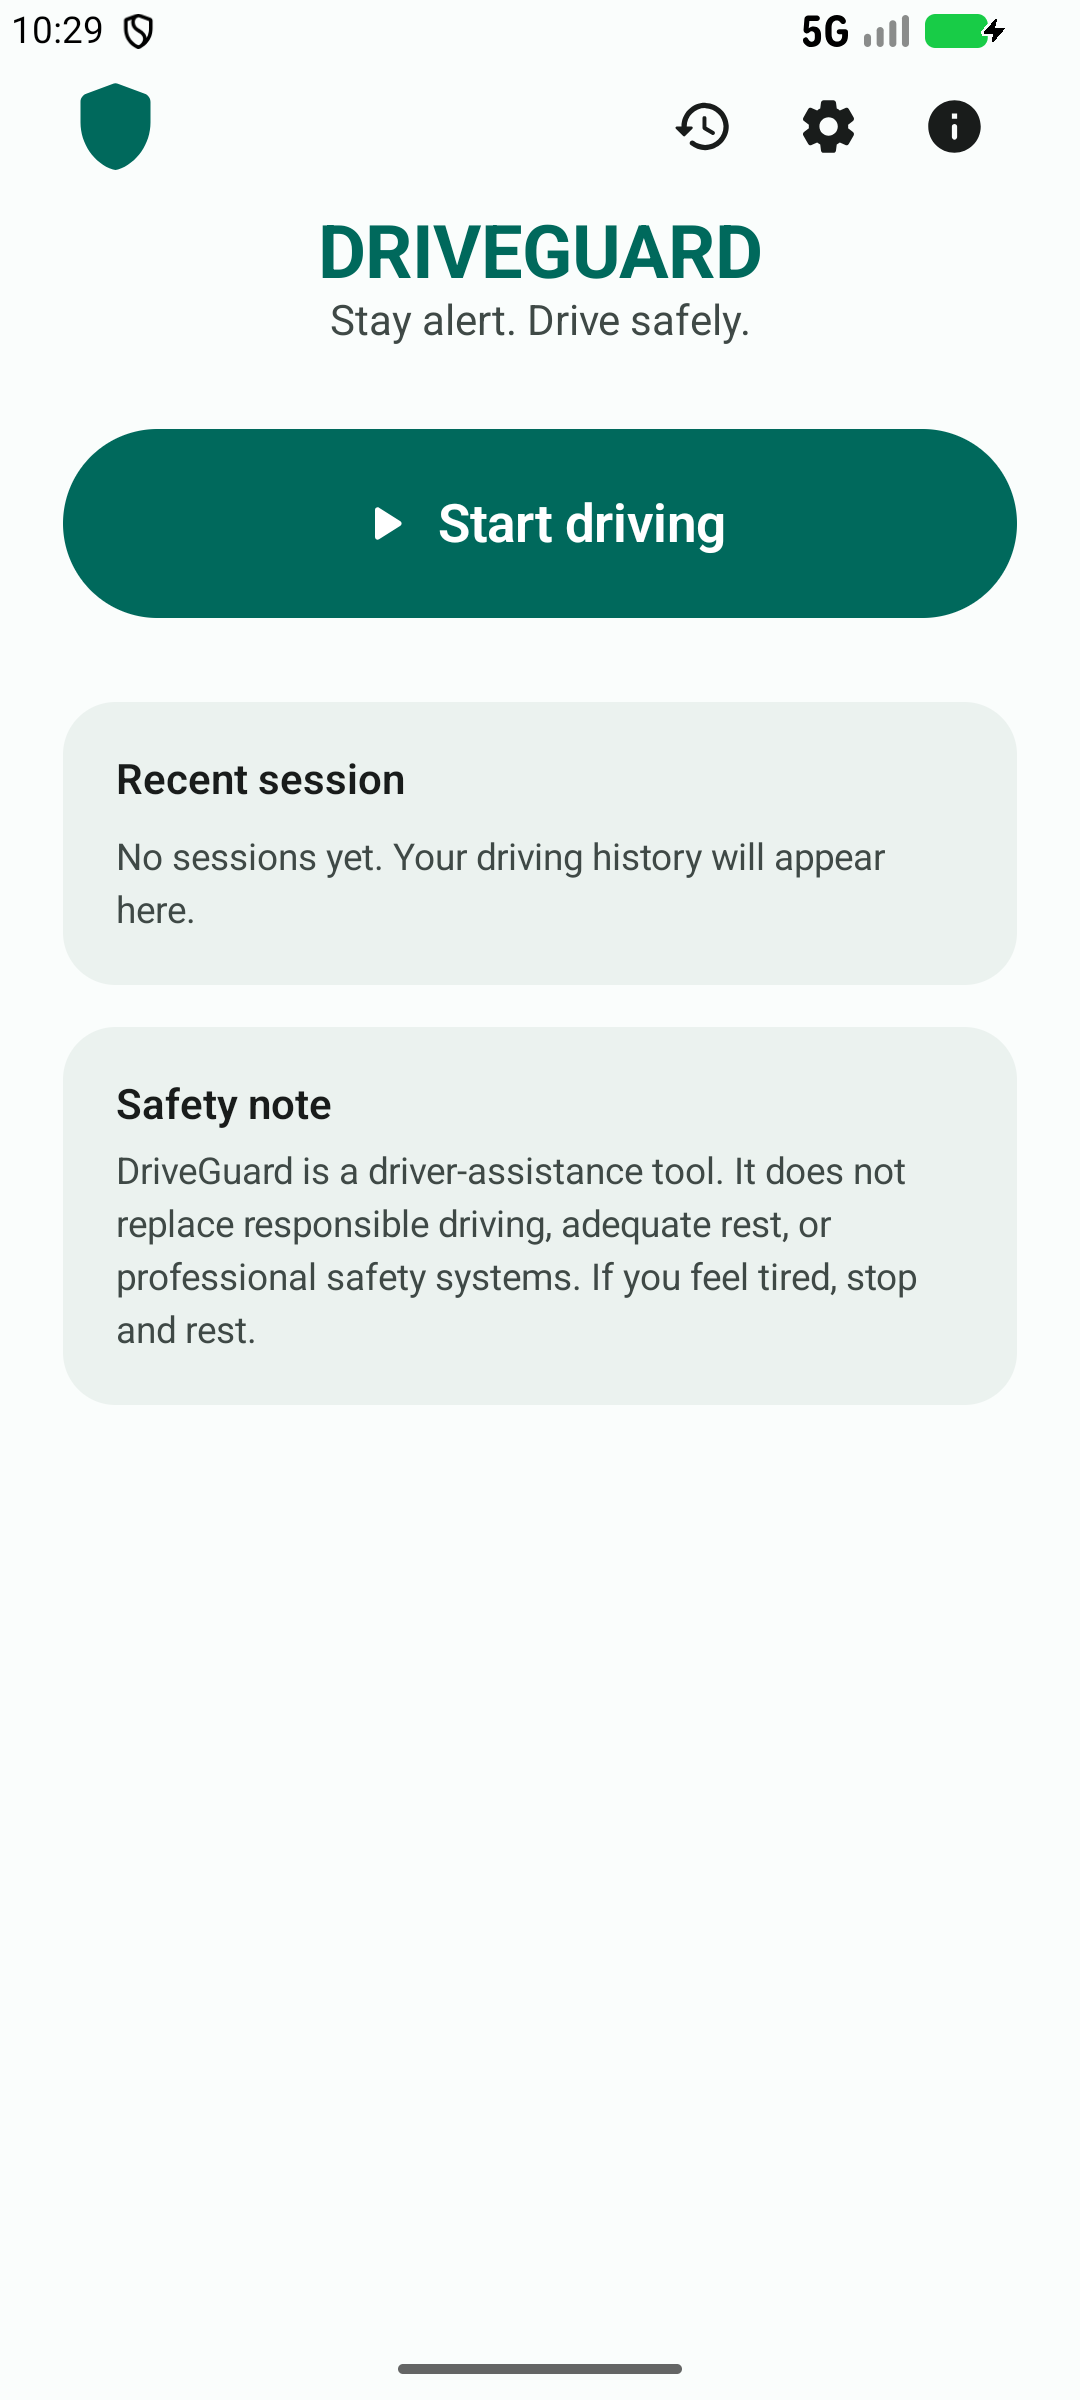 10:29
5G
DRIVEGUARD
Stay alert. Drive safely.
Start driving
Recent session
No sessions yet. Your driving history will appear
here.
Safety note
DriveGuard is a driver-assistance tool. It does not
replace responsible driving, adequate rest, or
professional safety systems. If you feel tired, stop
and rest.